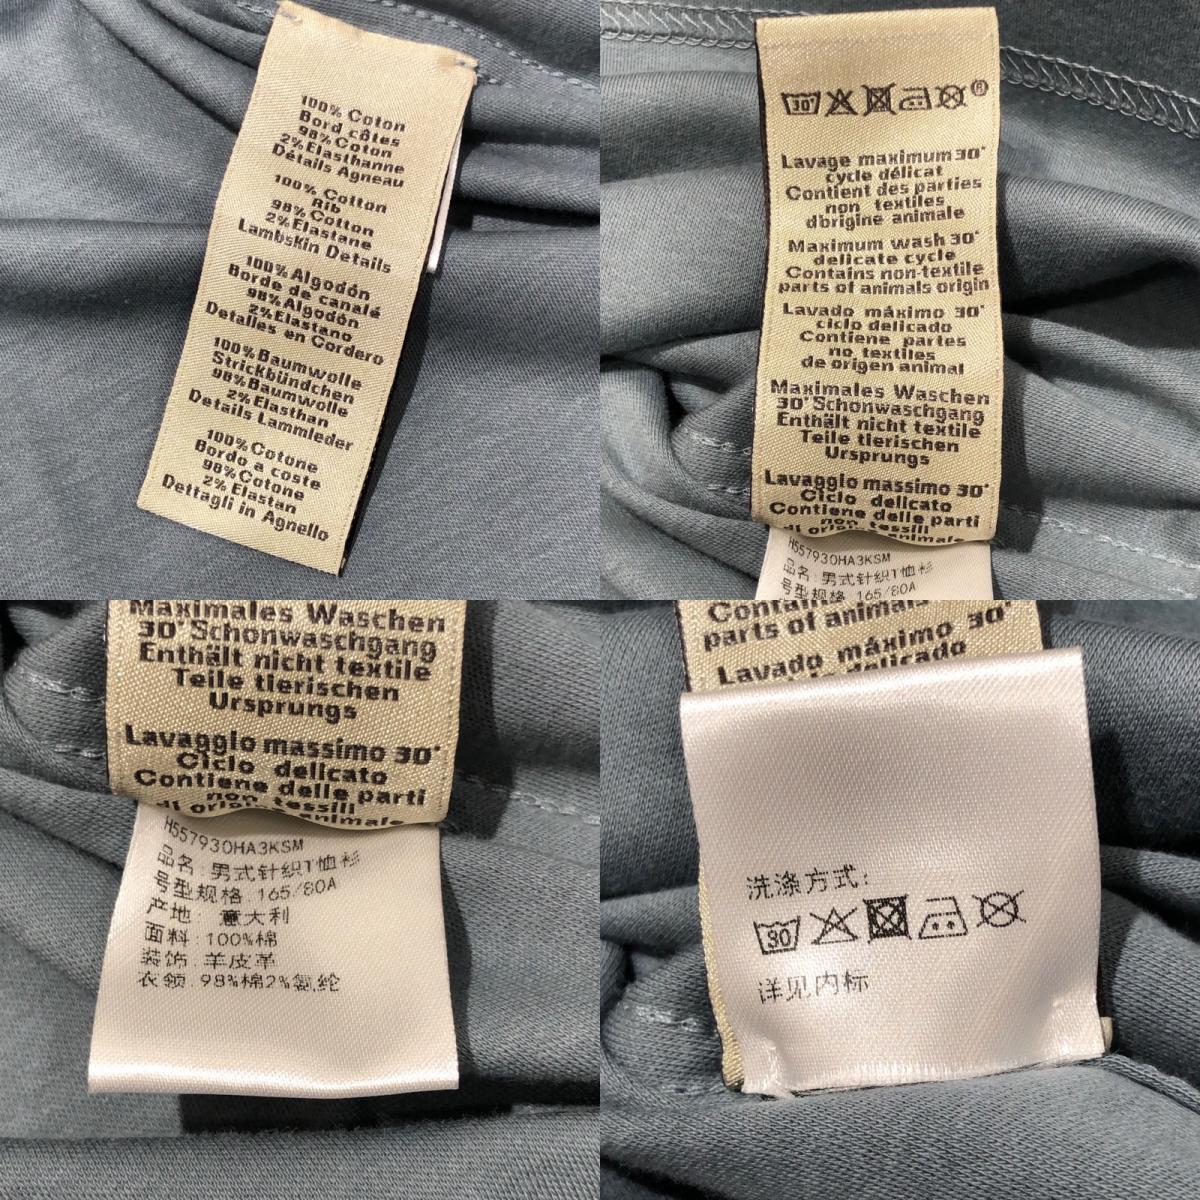 100% Coton
Bord côtes
98% Coton
2% Elasthanne
Détails Agneau
100% Cotton
Rib
98% Cotton
2% Elastane
Lambskin Details
100% Algodón
Borde de canalé
98% Algodón
2% Elastano
Detalles en Cordero
100% Baumwolle
Strickbündchen
98% Baumwolle
2% Elasthan
Details Lammleder
100% Cotone
Bordo a coste
98% Cotone
2% Elastan
Dettagli in Agnello
30°
Lavage maximum 30°
cycle délicat
Contient des parties
non textiles
d'origine animale
Maximum wash 30°
delicate cycle
Contains non-textile
parts of animals origin
Lavado máximo 30°
ciclo delicado
Contiene partes
no textiles
de origen animal
Maximales Waschen
30° Schonwaschgang
Enthält nicht textile
Teile tierischen
Ursprungs
Lavaggio massimo 30°
Ciclo delicato
Contiene delle parti
non tessili
di origine animale
H557930HA3KSM
品名: 男式针织T恤衫
号型规格 165/80A
Maximales Waschen
30° Schonwaschgang
Enthält nicht textile
Teile tierischen
Ursprungs
Lavaggio massimo 30°
Ciclo delicato
Contiene delle parti
non tessili
di origine animale
H557930HA3KSM
品名: 男式针织T恤衫
号型规格 165/80A
产地: 意大利
面料: 100%棉
装饰: 羊皮革
衣领: 98%棉2%氨纶
parts of animals
Lavado máximo 30°
ciclo delicado
洗涤方式:
30
详见内标